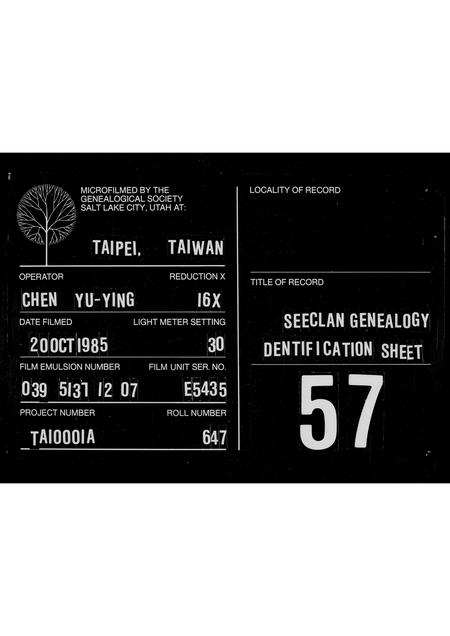 MICROFILMED BY THE
GENEALOGICAL SOCIETY
SALT LAKE CITY, UTAH AT:
TAIPEI, TAIWAN
OPERATOR REDUCTION X
CHEN YU-YING 16X
DATE FILMED LIGHT METER SETTING
20OCT1985 30
FILM EMULSION NUMBER FILM UNIT SER. NO.
039 5137 12 07 E5435
PROJECT NUMBER ROLL NUMBER
TAI0001A 647
LOCALITY OF RECORD
TITLE OF RECORD
SEECLAN GENEALOGY
DENTIFICATION SHEET
57